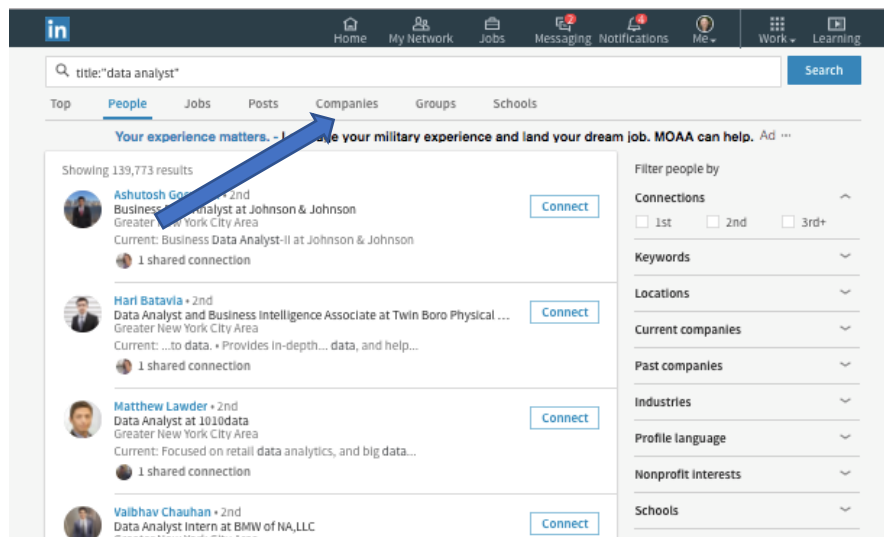 in
2
4
Home My Network Jobs Messaging Notifications Me Work Learning
title:"data analyst"
Search
Top People Jobs Posts Companies Groups Schools
Your experience matters. - your military experience and land your dream job. MOAA can help. Ad ...
Showing 139,773 results
Filter people by
Ashutosh • 2nd
Business Analyst at Johnson & Johnson
Greater New York City Area
Current: Business Data Analyst-II at Johnson & Johnson
1 shared connection
Connect
Connections
1st 2nd 3rd+
Keywords
Locations
Current companies
Past companies
Industries
Profile language
Nonprofit interests
Schools
Hari Batavia • 2nd
Data Analyst and Business Intelligence Associate at Twin Boro Physical ...
Greater New York City Area
Current: ...to data. • Provides in-depth... data, and help...
1 shared connection
Connect
Matthew Lawder • 2nd
Data Analyst at 1010data
Greater New York City Area
Current: Focused on retail data analytics, and big data...
1 shared connection
Connect
Vaibhav Chauhan • 2nd
Data Analyst Intern at BMW of NA,LLC
Greater New York City Area
Connect